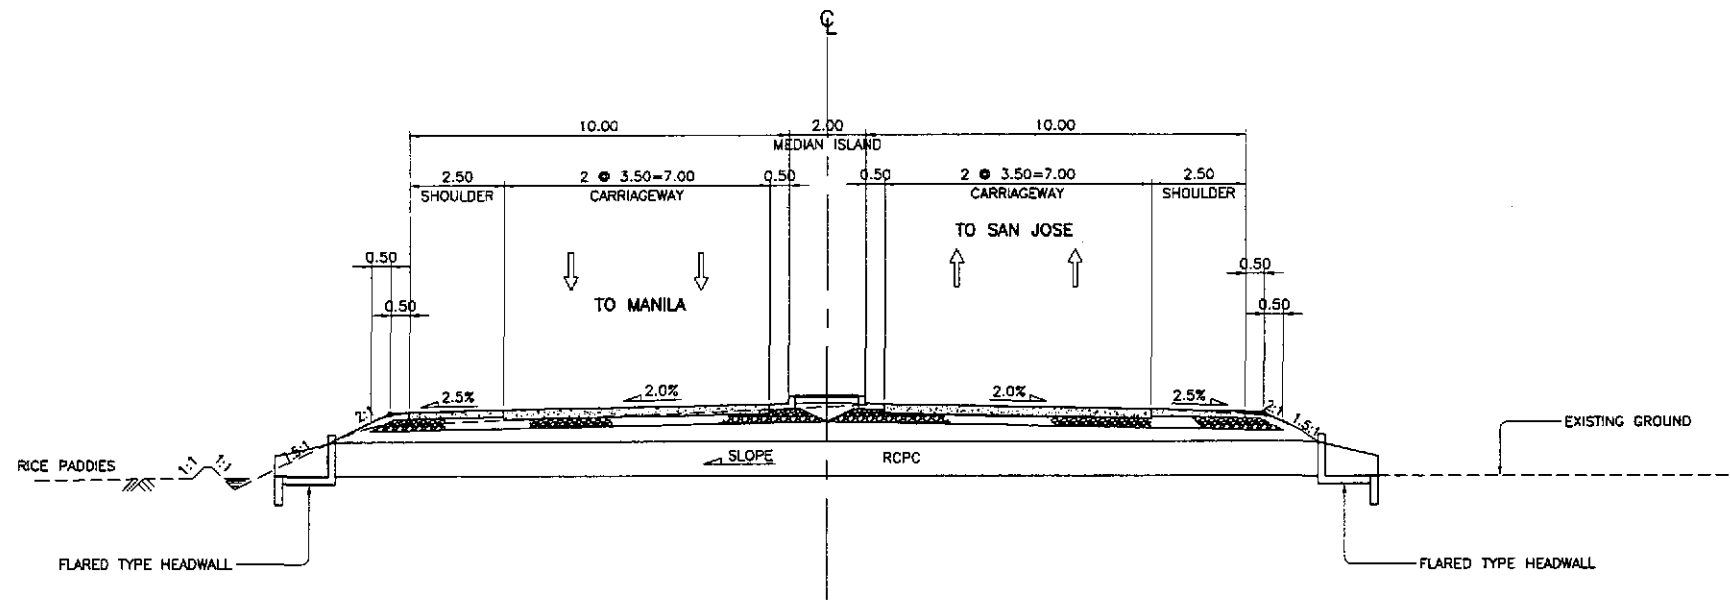 ℄
10.00 2.00 10.00
MEDIAN ISLAND
2.50 2 @ 3.50=7.00 0.50 0.50 2 @ 3.50=7.00 2.50
SHOULDER CARRIAGEWAY CARRIAGEWAY SHOULDER
TO SAN JOSE
0.50 0.50
TO MANILA
0.50 0.50
2.5% 2.0% 2.0% 2.5%
2:1 2:1
1.5:1 1.5:1
EXISTING GROUND
RICE PADDIES 1:1 1:1
SLOPE RCPC
FLARED TYPE HEADWALL FLARED TYPE HEADWALL